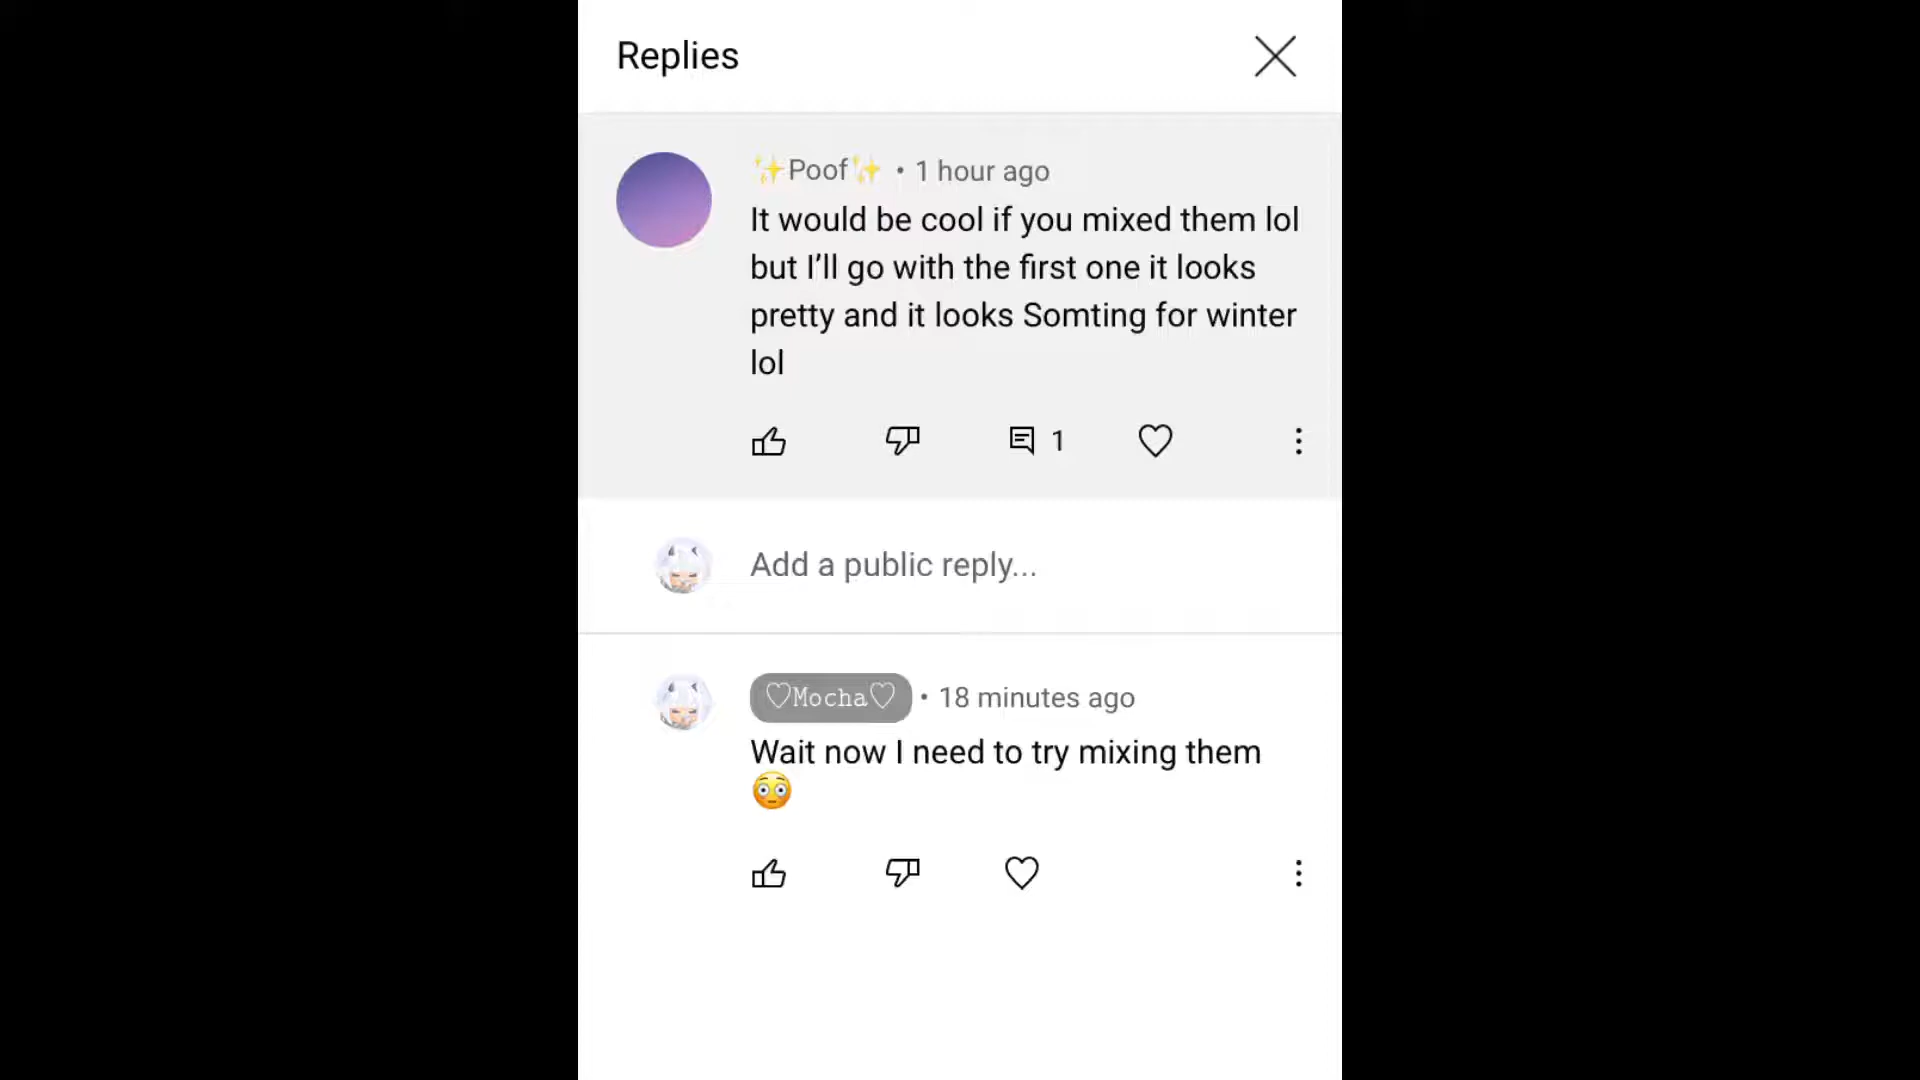 Replies
✨Poof✨ • 1 hour ago
It would be cool if you mixed them lol
but I’ll go with the first one it looks
pretty and it looks Somting for winter
lol
1
Add a public reply...
♡Mocha♡ • 18 minutes ago
Wait now I need to try mixing them
😳